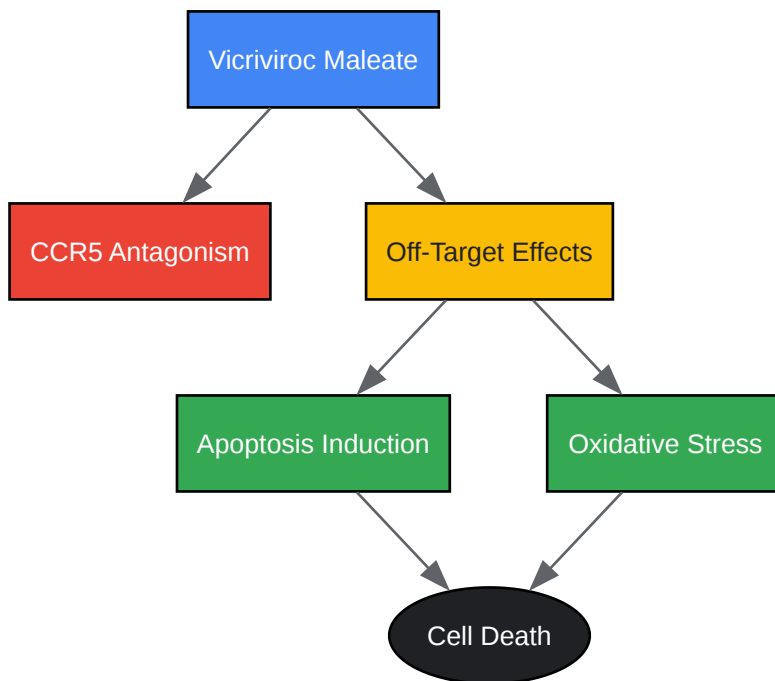 Vicriviroc Maleate
CCR5 Antagonism
Off-Target Effects
Apoptosis Induction
Oxidative Stress
Cell Death